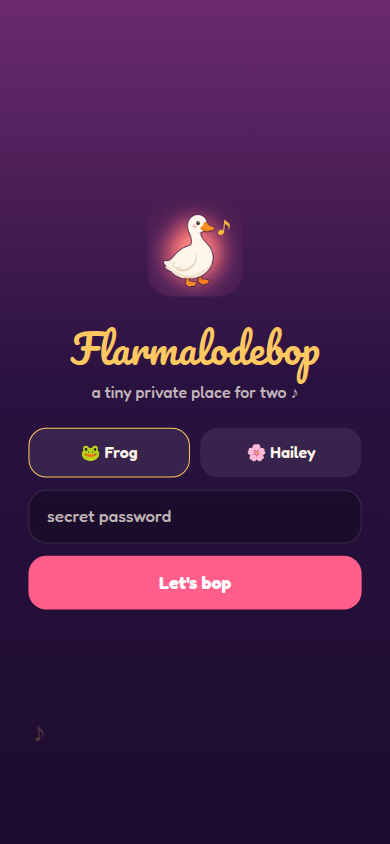 Flarmalodebop
a tiny private place for two ♪
🐸 Frog
🌸 Hailey
secret password
Let's bop